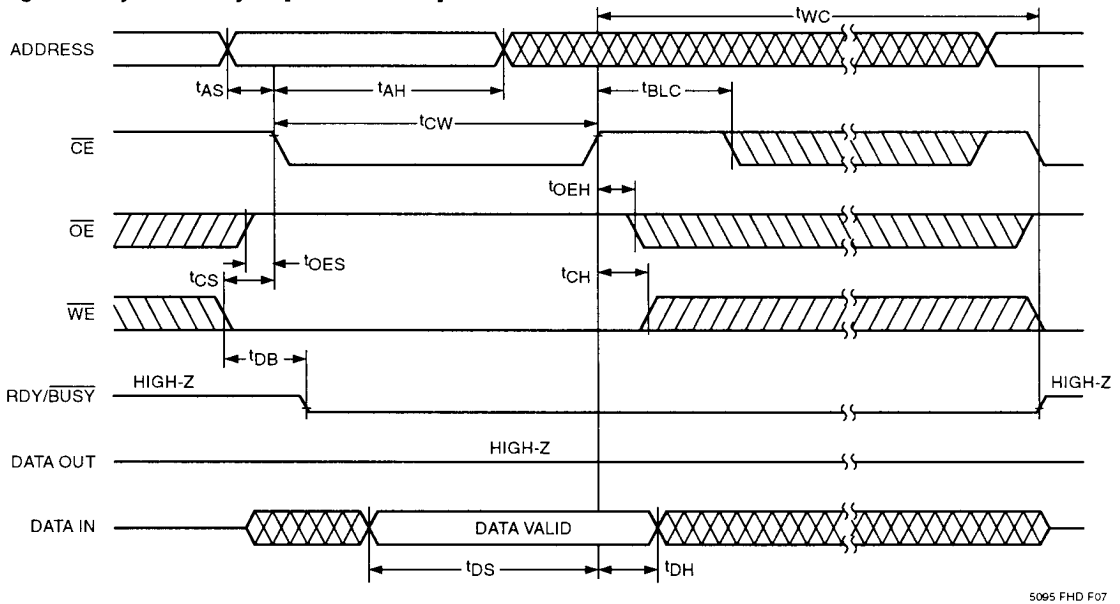 tWC
ADDRESS
tAS
tAH
tBLC
tCW
CE
tOEH
OE
tOES
tCS
tCH
WE
tDB
HIGH-Z
HIGH-Z
RDY/BUSY
HIGH-Z
DATA OUT
DATA IN
DATA VALID
tDS
tDH
5095 FHD F07